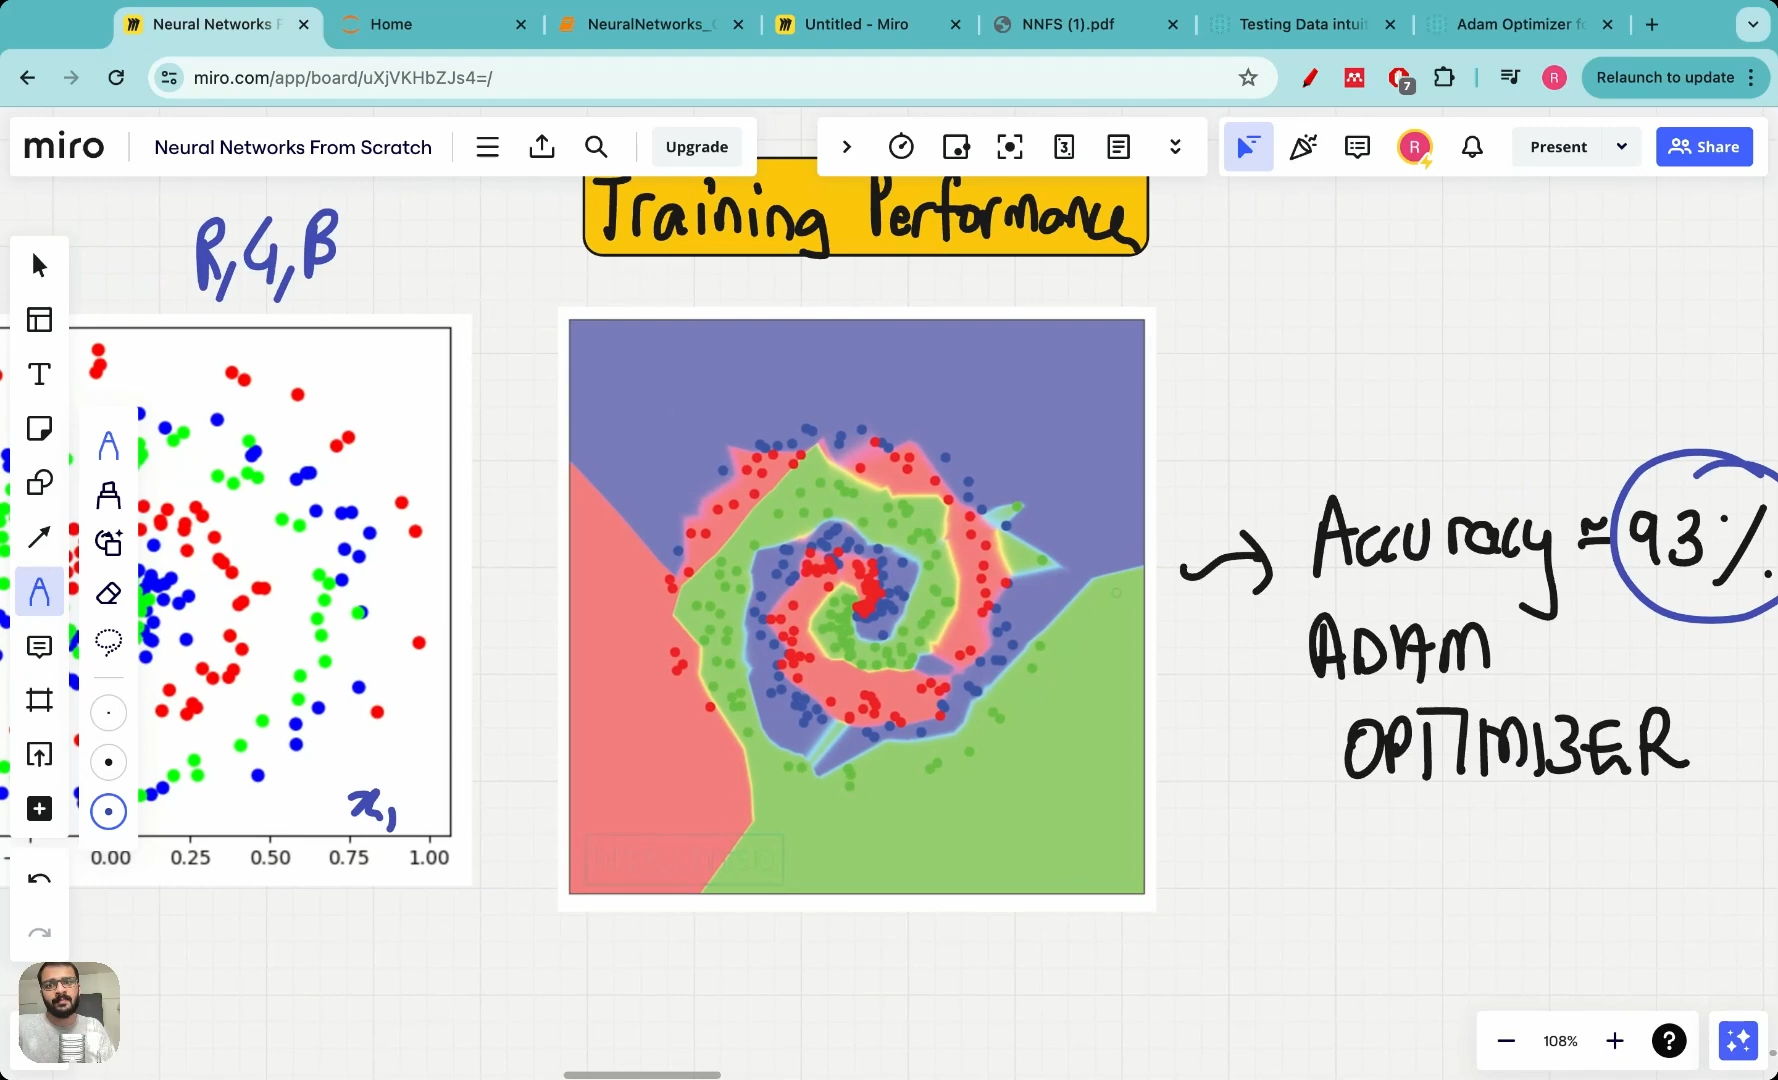 Neural Networks F
Home
NeuralNetworks_
Untitled - Miro
NNFS (1).pdf
Testing Data intui
Adam Optimizer fo
miro.com/app/board/uXjVKHbZJs4=/
7
R
Relaunch to update
miro
Neural Networks From Scratch
Upgrade
3
R
Present
Share
Training Performance
R, G, B
Accuracy ≈ 93%.
ADAM
OPTIMIZER
x1
0.00 0.25 0.50 0.75 1.00
108%